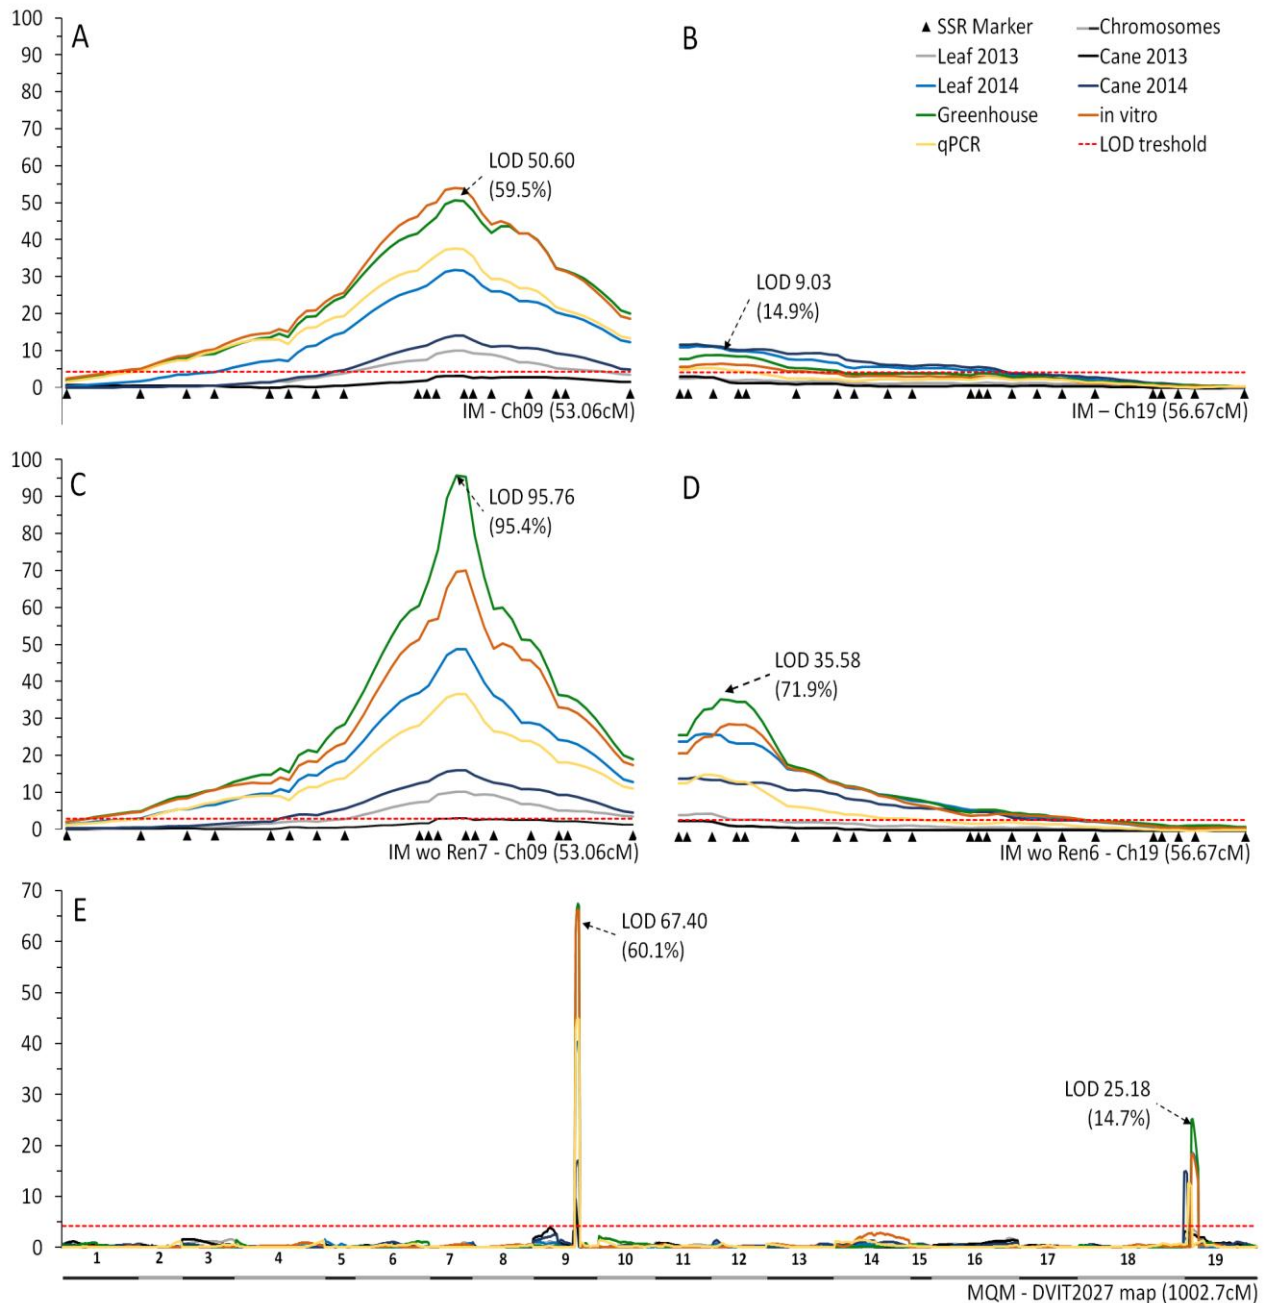 A
B
SSR Marker
Chromosomes
Leaf 2013
Cane 2013
Leaf 2014
Cane 2014
Greenhouse
in vitro
qPCR
LOD treshold
100
90
80
70
60
50
40
30
20
10
0
LOD 50.60
(59.5%)
LOD 9.03
(14.9%)
IM - Ch09 (53.06cM)
IM – Ch19 (56.67cM)
C
D
100
90
80
70
60
50
40
30
20
10
0
LOD 95.76
(95.4%)
LOD 35.58
(71.9%)
IM wo Ren7 - Ch09 (53.06cM)
IM wo Ren6 - Ch19 (56.67cM)
E
70
60
50
40
30
20
10
0
LOD 67.40
(60.1%)
LOD 25.18
(14.7%)
1 2 3 4 5 6 7 8 9 10 11 12 13 14 15 16 17 18 19
MQM - DVIT2027 map (1002.7cM)